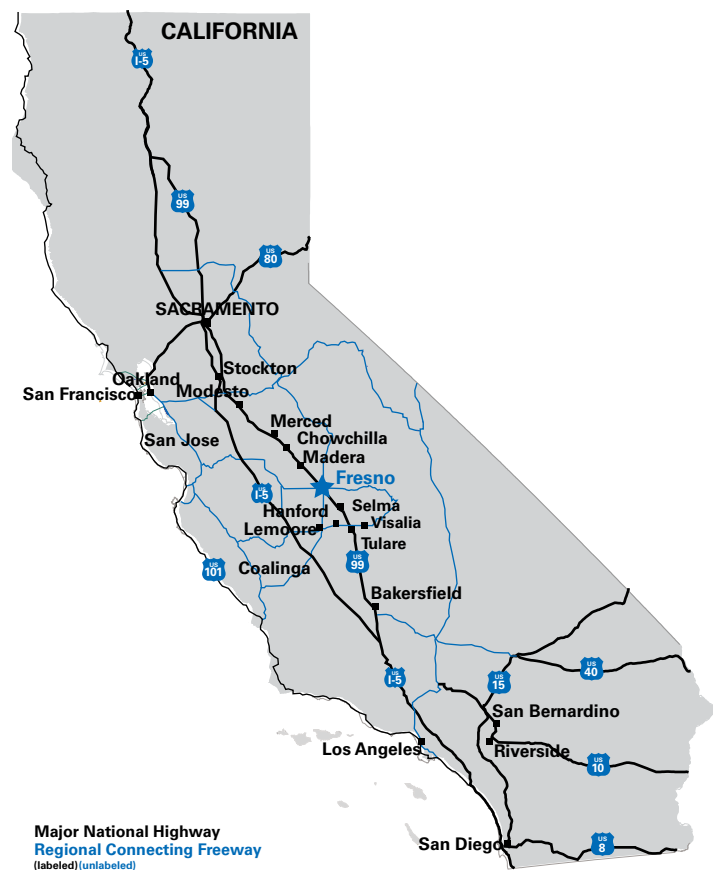 CALIFORNIA
US
I-5
US
99
US
80
SACRAMENTO
Stockton
Oakland
Modesto
San Francisco
Merced
San Jose
Chowchilla
Madera
Fresno
US
I-5
Selma
Hanford
Visalia
Lemoore
Tulare
US
99
Coalinga
US
101
Bakersfield
US
I-5
US
15
US
40
San Bernardino
Los Angeles
Riverside
US
10
San Diego
US
8
Major National Highway
Regional Connecting Freeway
(labeled)(unlabeled)